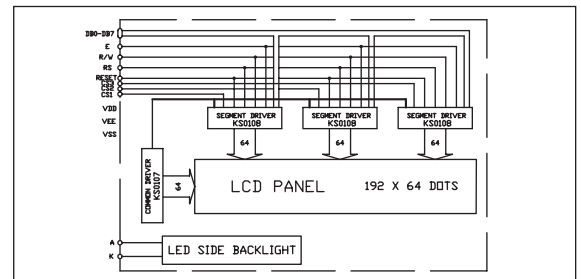 DB0-DB7
E
R/W
RS
RESET
CS3
CS2
CS1
VDD
VEE
VSS
SEGMENT DRIVER
KS0108
SEGMENT DRIVER
KS0108
SEGMENT DRIVER
KS0108
64
64
64
COMMON DRIVER
KS0107
64
LCD PANEL 192 X 64 DOTS
A
K
LED SIDE BACKLIGHT